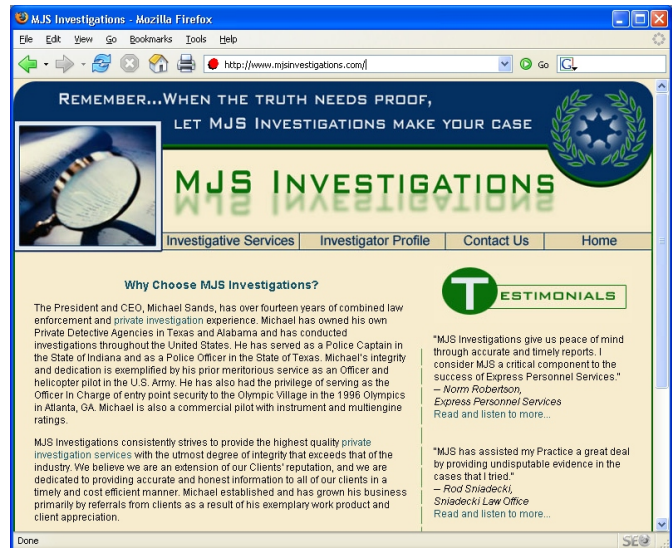 MJS Investigations - Mozilla Firefox
File Edit View Go Bookmarks Tools Help
http://www.mjsinvestigations.com/ Go G
REMEMBER...WHEN THE TRUTH NEEDS PROOF,
LET MJS INVESTIGATIONS MAKE YOUR CASE
MJS INVESTIGATIONS
Investigative Services Investigator Profile Contact Us Home
Why Choose MJS Investigations?
The President and CEO, Michael Sands, has over fourteen years of combined law
enforcement and private investigation experience. Michael has owned his own
Private Detective Agencies in Texas and Alabama and has conducted
investigations throughout the United States. He has served as a Police Captain in
the State of Indiana and as a Police Officer in the State of Texas. Michael's integrity
and dedication is exemplified by his prior meritorious service as an Officer and
helicopter pilot in the U.S. Army. He has also had the privilege of serving as the
Officer In Charge of entry point security to the Olympic Village in the 1996 Olympics
in Atlanta, GA. Michael is also a commercial pilot with instrument and multiengine
ratings.
MJS Investigations consistently strives to provide the highest quality private
investigation services with the utmost degree of integrity that exceeds that of the
industry. We believe we are an extension of our Clients' reputation, and we are
dedicated to providing accurate and honest information to all of our clients in a
timely and cost efficient manner. Michael established and has grown his business
primarily by referrals from clients as a result of his exemplary work product and
client appreciation.
TESTIMONIALS
"MJS Investigations give us peace of mind
through accurate and timely reports. I
consider MJS a critical component to the
success of Express Personnel Services."
— Norm Robertson,
Express Personnel Services
Read and listen to more...
"MJS has assisted my Practice a great deal
by providing undisputable evidence in the
cases that I tried."
— Rod Sniadecki,
Sniadecki Law Office
Read and listen to more...
Done